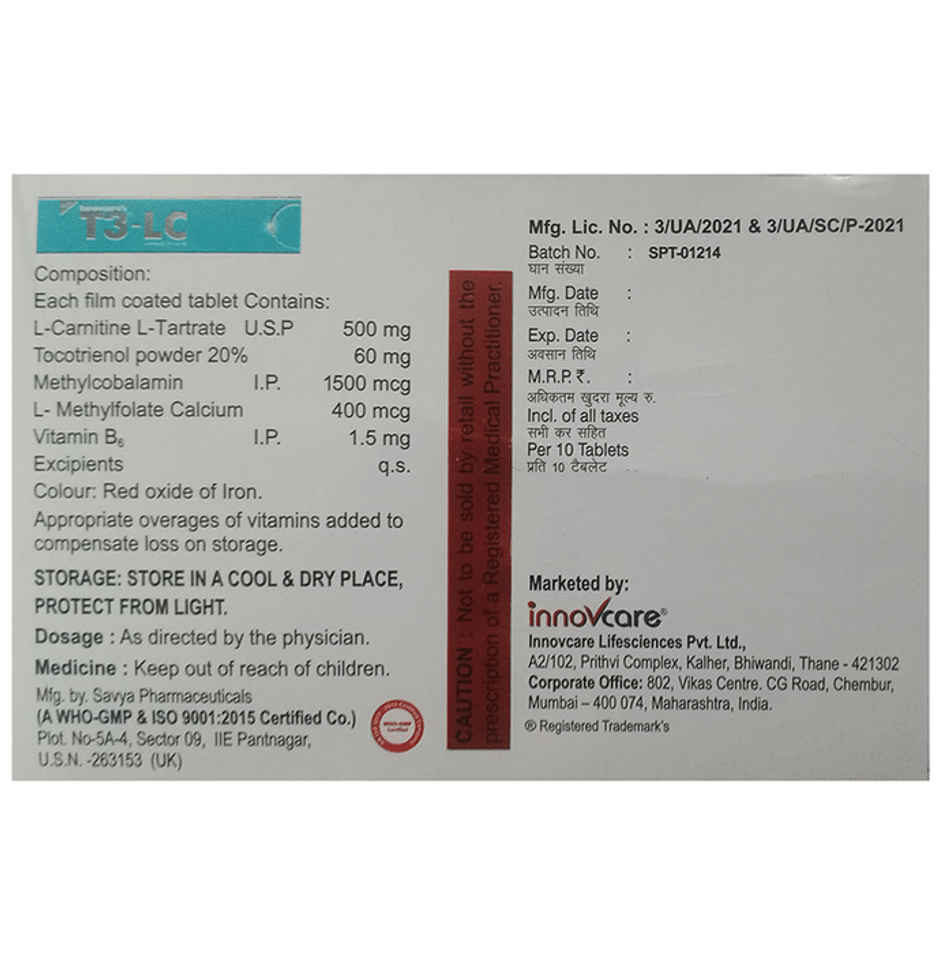 T3-LC
Composition:
Each film coated tablet Contains:
L-Carnitine L-Tartrate U.S.P 500 mg
Tocotrienol powder 20% 60 mg
Methylcobalamin I.P. 1500 mcg
L- Methylfolate Calcium 400 mcg
Vitamin B6 I.P. 1.5 mg
Excipients q.s.
Colour: Red oxide of Iron.
Appropriate overages of vitamins added to
compensate loss on storage.
STORAGE: STORE IN A COOL & DRY PLACE,
PROTECT FROM LIGHT.
Dosage : As directed by the physician.
Medicine : Keep out of reach of children.
Mfg. by. Savya Pharmaceuticals
(A WHO-GMP & ISO 9001:2015 Certified Co.)
Plot. No-5A-4, Sector 09, IIE Pantnagar,
U.S.N. -263153 (UK)
WHO-GMP
Certified
CAUTION : Not to be sold by retail without the
prescription of a Registered Medical Practitioner.
Mfg. Lic. No. : 3/UA/2021 & 3/UA/SC/P-2021
Batch No. : SPT-01214
घान संख्या
Mfg. Date :
उत्पादन तिथि
Exp. Date :
अवसान तिथि
M.R.P.₹. :
अधिकतम खुदरा मूल्य रु.
Incl. of all taxes
सभी कर सहित
Per 10 Tablets
प्रति 10 टैबलेट
Marketed by:
innovcare®
Innovcare Lifesciences Pvt. Ltd.,
A2/102, Prithvi Complex, Kalher, Bhiwandi, Thane - 421302
Corporate Office: 802, Vikas Centre. CG Road, Chembur,
Mumbai – 400 074, Maharashtra, India.
® Registered Trademark's